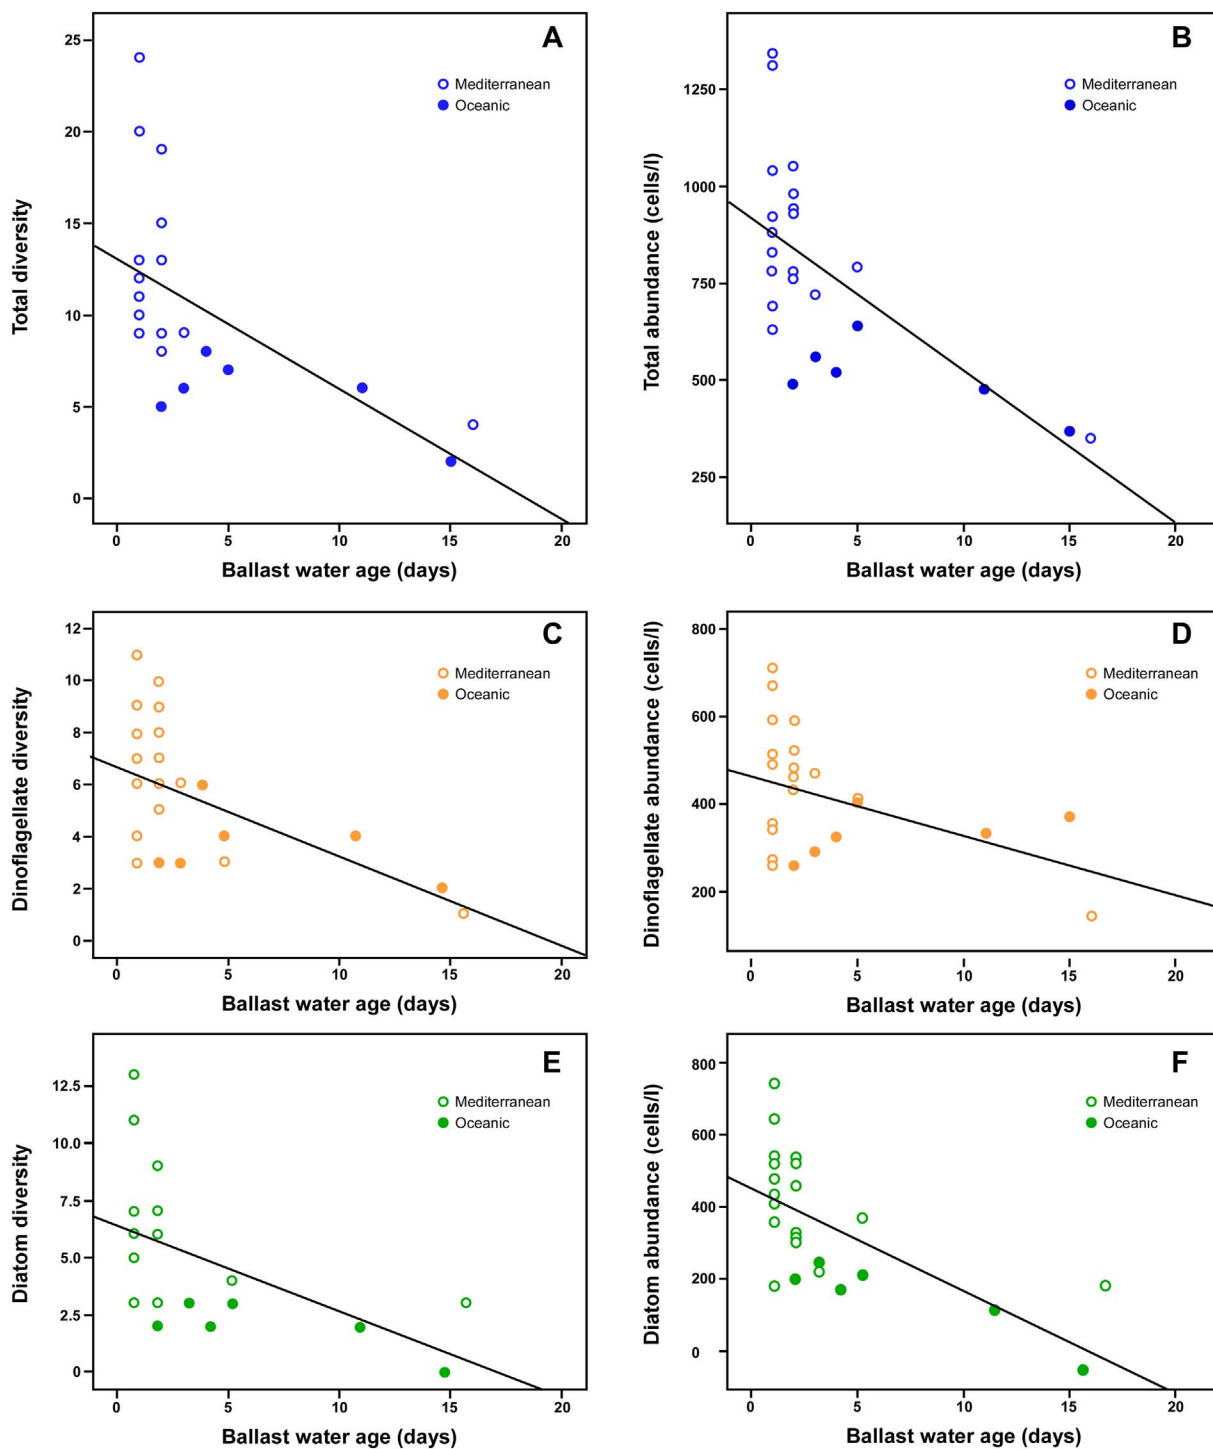 A
25
20
15
10
5
0
Total diversity
Mediterranean
Oceanic
0 5 10 15 20
Ballast water age (days)
B
1250
1000
750
500
250
Total abundance (cells/l)
Mediterranean
Oceanic
0 5 10 15 20
Ballast water age (days)
C
12
10
8
6
4
2
0
Dinoflagellate diversity
Mediterranean
Oceanic
0 5 10 15 20
Ballast water age (days)
D
800
600
400
200
Dinoflagellate abundance (cells/l)
Mediterranean
Oceanic
0 5 10 15 20
Ballast water age (days)
E
12.5
10.0
7.5
5.0
2.5
0
Diatom diversity
Mediterranean
Oceanic
0 5 10 15 20
Ballast water age (days)
F
800
600
400
200
0
Diatom abundance (cells/l)
Mediterranean
Oceanic
0 5 10 15 20
Ballast water age (days)